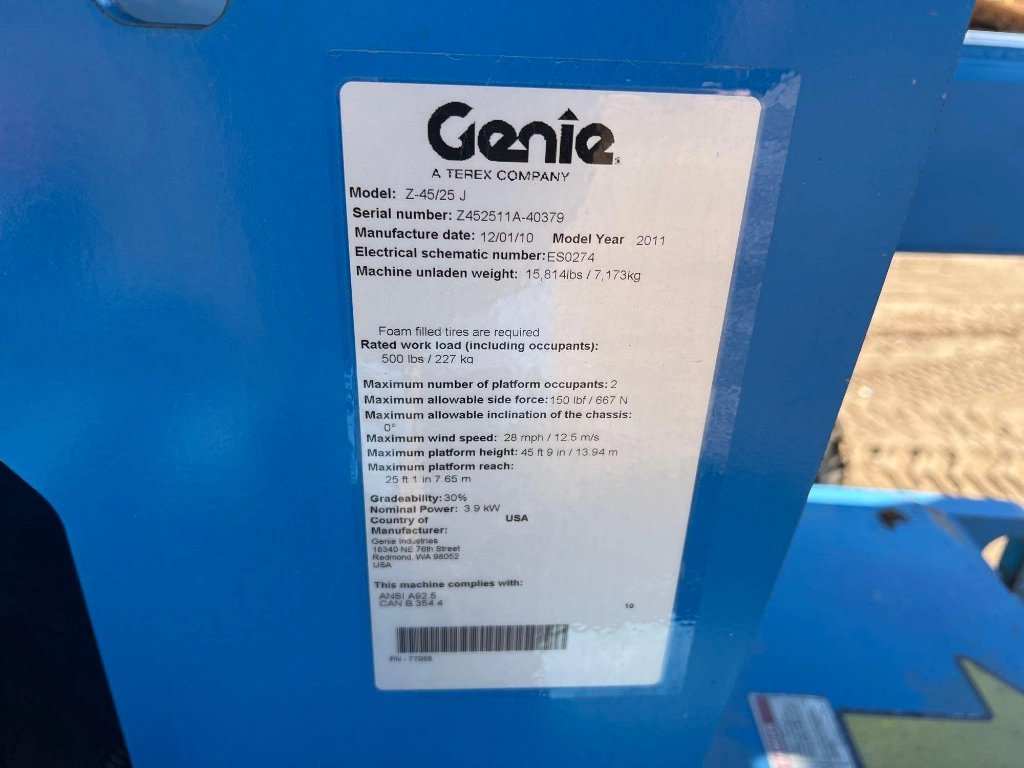 Genie
A TEREX COMPANY
Model: Z-45/25 J
Serial number: Z452511A-40379
Manufacture date: 12/01/10 Model Year 2011
Electrical schematic number: ES0274
Machine unladen weight: 15,814lbs / 7,173kg
Foam filled tires are required
Rated work load (including occupants):
500 lbs / 227 kg
Maximum number of platform occupants: 2
Maximum allowable side force: 150 lbf / 667 N
Maximum allowable inclination of the chassis:
0°
Maximum wind speed: 28 mph / 12.5 m/s
Maximum platform height: 45 ft 9 in / 13.94 m
Maximum platform reach:
25 ft 1 in 7.65 m
Gradeability: 30%
Nominal Power: 3.9 kW
Country of USA
Manufacturer:
Genie Industries
18340 NE 76th Street
Redmond, WA 98052
USA
This machine complies with:
ANSI A92.5
CAN B 354.4
10
PN -